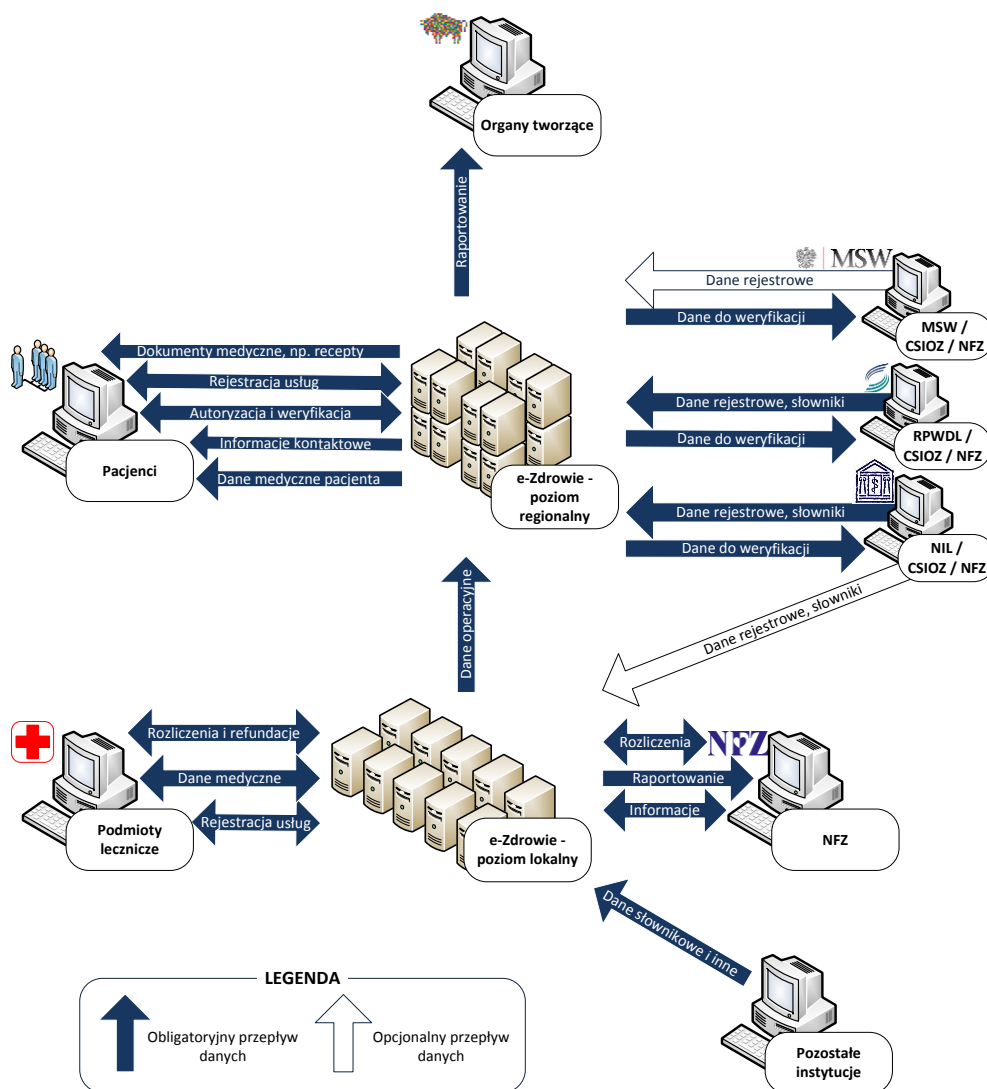 Organy tworzące
Raportowanie
MSW
Dane rejestrowe
Dane do weryfikacji
MSW /
CSIOZ / NFZ
Dokumenty medyczne, np. recepty
Rejestracja usług
Autoryzacja i weryfikacja
Informacje kontaktowe
Dane medyczne pacjenta
Pacjenci
e-Zdrowie -
poziom
regionalny
Dane rejestrowe, słowniki
Dane do weryfikacji
RPWDL /
CSIOZ / NFZ
Dane rejestrowe, słowniki
Dane do weryfikacji
NIL /
CSIOZ / NFZ
Dane rejestrowe, słowniki
Dane operacyjne
Rozliczenia i refundacje
Dane medyczne
Rejestracja usług
Podmioty
lecznicze
e-Zdrowie -
poziom lokalny
Rozliczenia
NFZ
Raportowanie
Informacje
NFZ
Dane słownikowe i inne
Pozostałe
instytucje
LEGENDA
Obligatoryjny przepływ
danych
Opcjonalny przepływ
danych